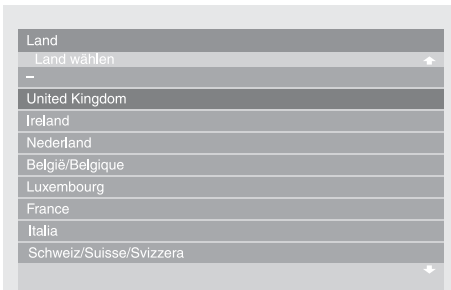 Land
Land wählen
–
United Kingdom
Ireland
Nederland
België/Belgique
Luxembourg
France
Italia
Schweiz/Suisse/Svizzera